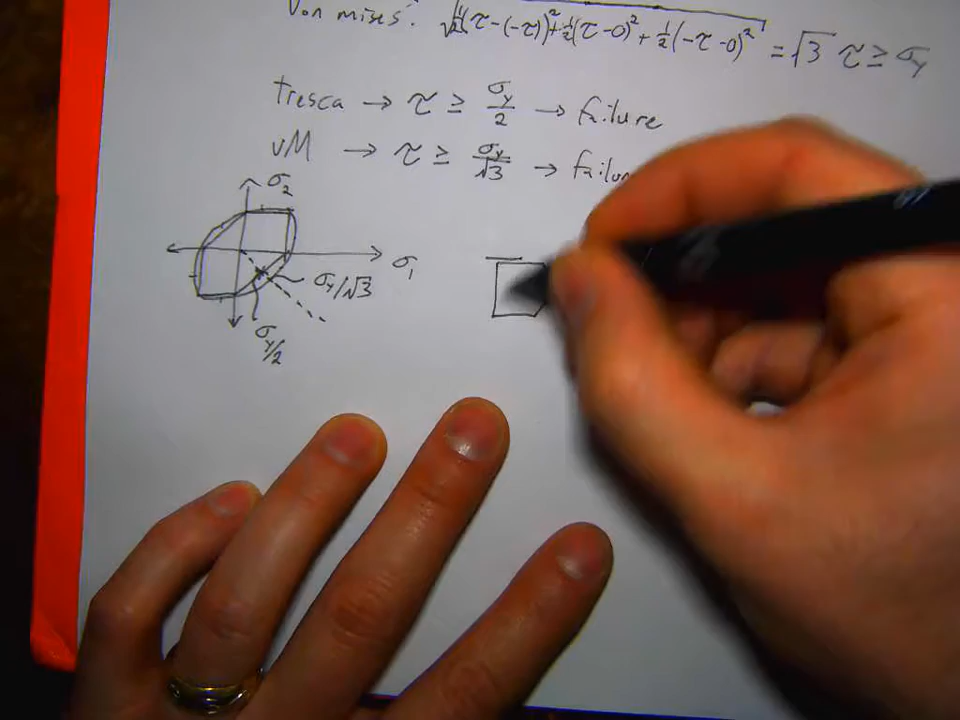 Von mises: √(½(τ-(-τ))²+½(τ-0)²+½(-τ-0)²) = √3 τ ≥ σy
tresca → τ ≥ σy/2 → failure
vM → τ ≥ σy/√3 → failur
σ2
σ1
σy/√3
σy/2